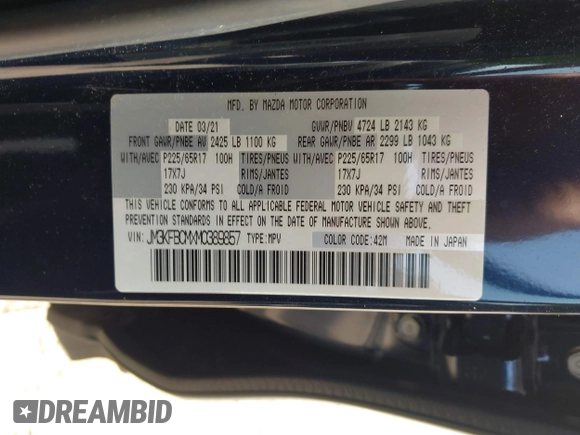 MFD. BY MAZDA MOTOR CORPORATION
DATE 03/21 GVWR/PNBV 4724 LB 2143 KG
FRONT GAWR/PNBE AV 2425 LB 1100 KG REAR GAWR/PNBE AR 2299 LB 1043 KG
WITH/AVEC P225/65R17 100H TIRES/PNEUS WITH/AVEC P225/65R17 100H TIRES/PNEUS
17X7J RIMS/JANTES 17X7J RIMS/JANTES
230 KPA/34 PSI COLD/A FROID 230 KPA/34 PSI COLD/A FROID
THIS VEHICLE CONFORMS TO ALL APPLICABLE FEDERAL MOTOR VEHICLE SAFETY AND THEFT
PREVENTION STANDARDS IN EFFECT ON THE DATE OF MANUFACTURE SHOWN ABOVE.
VIN: JM3KFBCMXM0389857 TYPE:MPV COLOR CODE:42M MADE IN JAPAN
DREAMBID